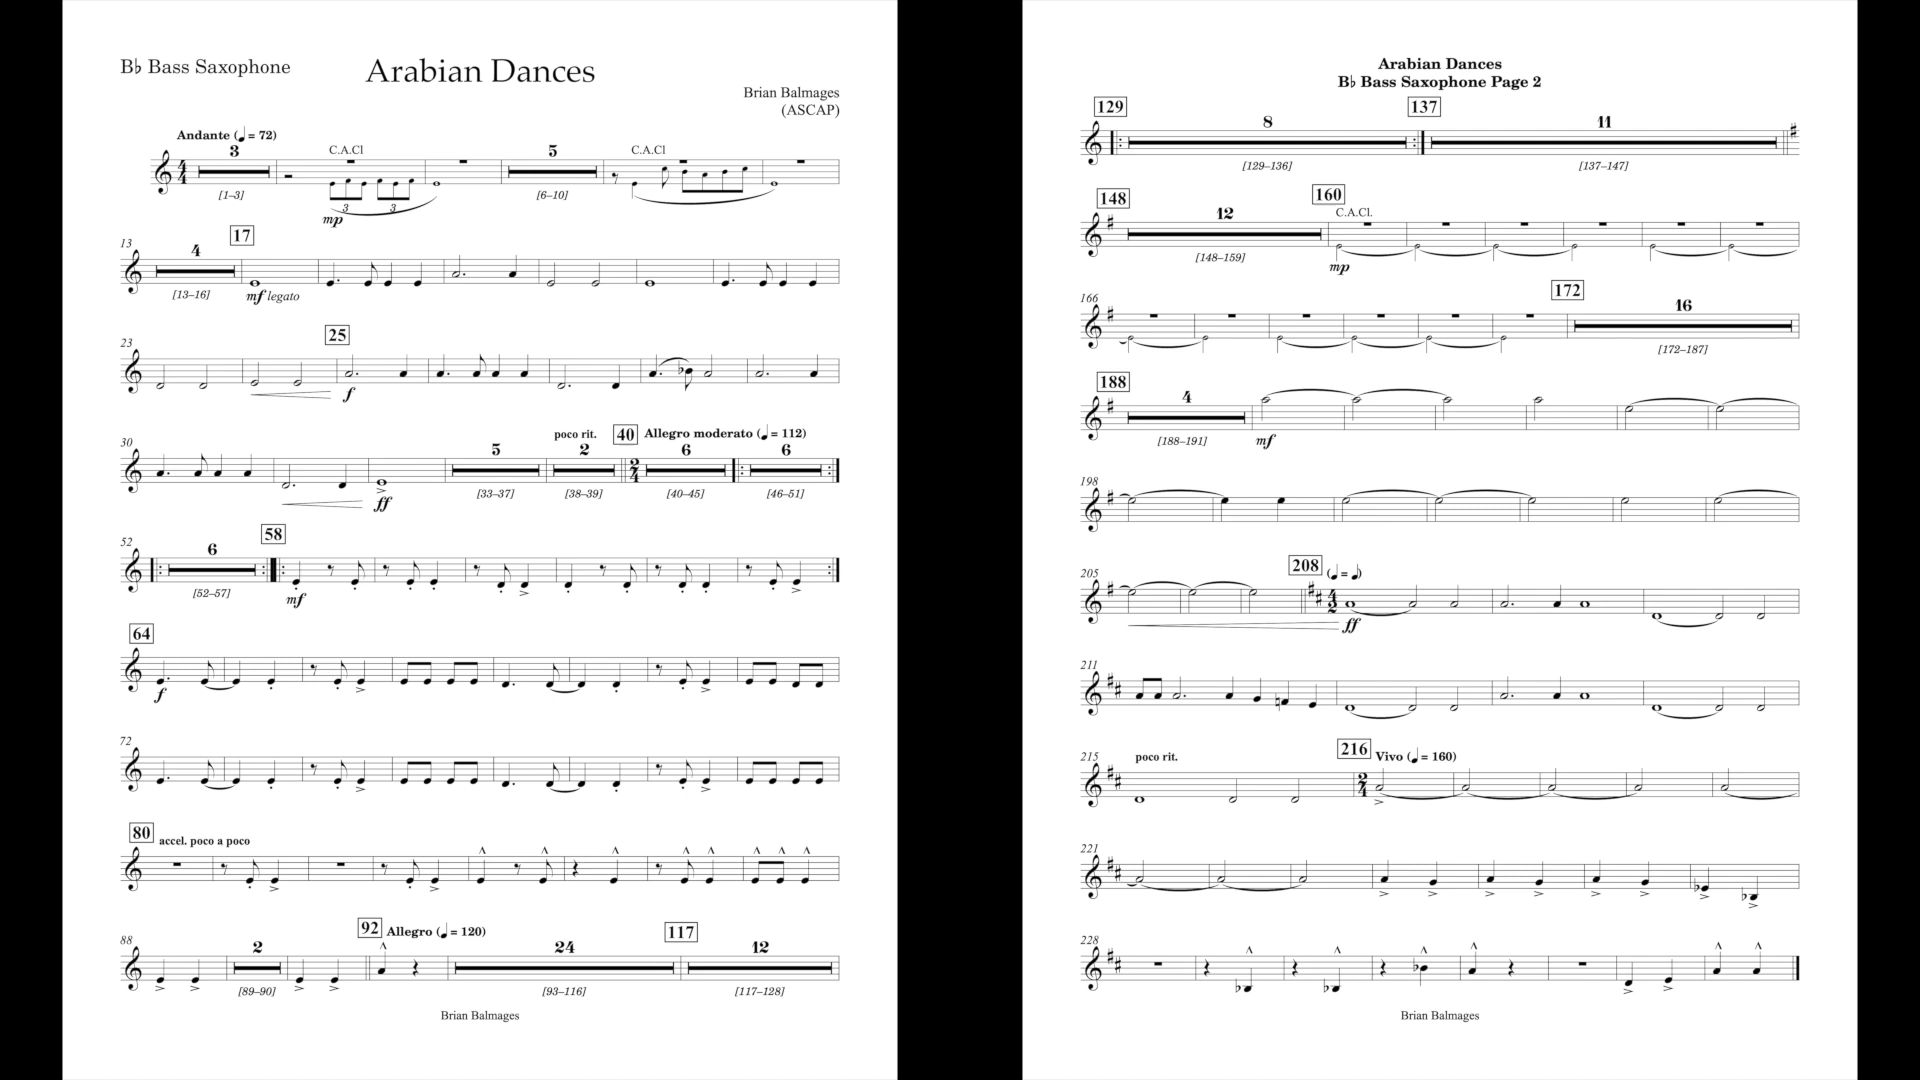 B♭ Bass Saxophone
Arabian Dances
Brian Balmages
(ASCAP)
Andante (♩ = 72)
3 C.A.Cl 5 C.A.Cl
[1–3] 3 3 [6–10]
mp
13 4 17
[13–16] mf legato
23 25
f
30 5 poco rit. 2 40 Allegro moderato (♩ = 112) 6 6
ff [33–37] [38–39] [40–45] [46–51]
52 6 58
[52–57] mf
64
f
72
80 accel. poco a poco
88 2 92 Allegro (♩ = 120) 24 117 12
[89–90] [93–116] [117–128]
Brian Balmages
Arabian Dances
B♭ Bass Saxophone Page 2
129 8 137 11
[129–136] [137–147]
148 12 160 C.A.Cl.
[148–159] mp
166 172 16
[172–187]
188 4
[188–191] mf
198
205 208 (♩ = ♩)
ff
211
215 poco rit. 216 Vivo (♩ = 160)
221
228
Brian Balmages